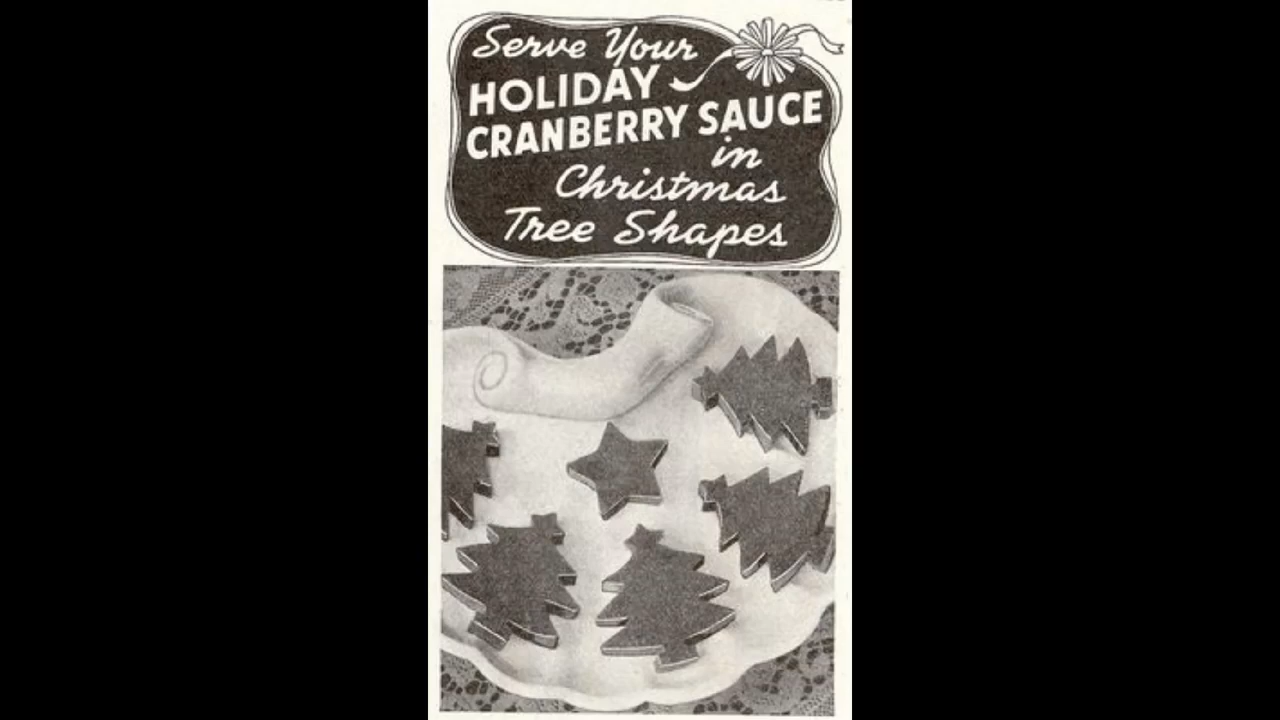 Serve Your
HOLIDAY
CRANBERRY SAUCE
in
Christmas
Tree Shapes